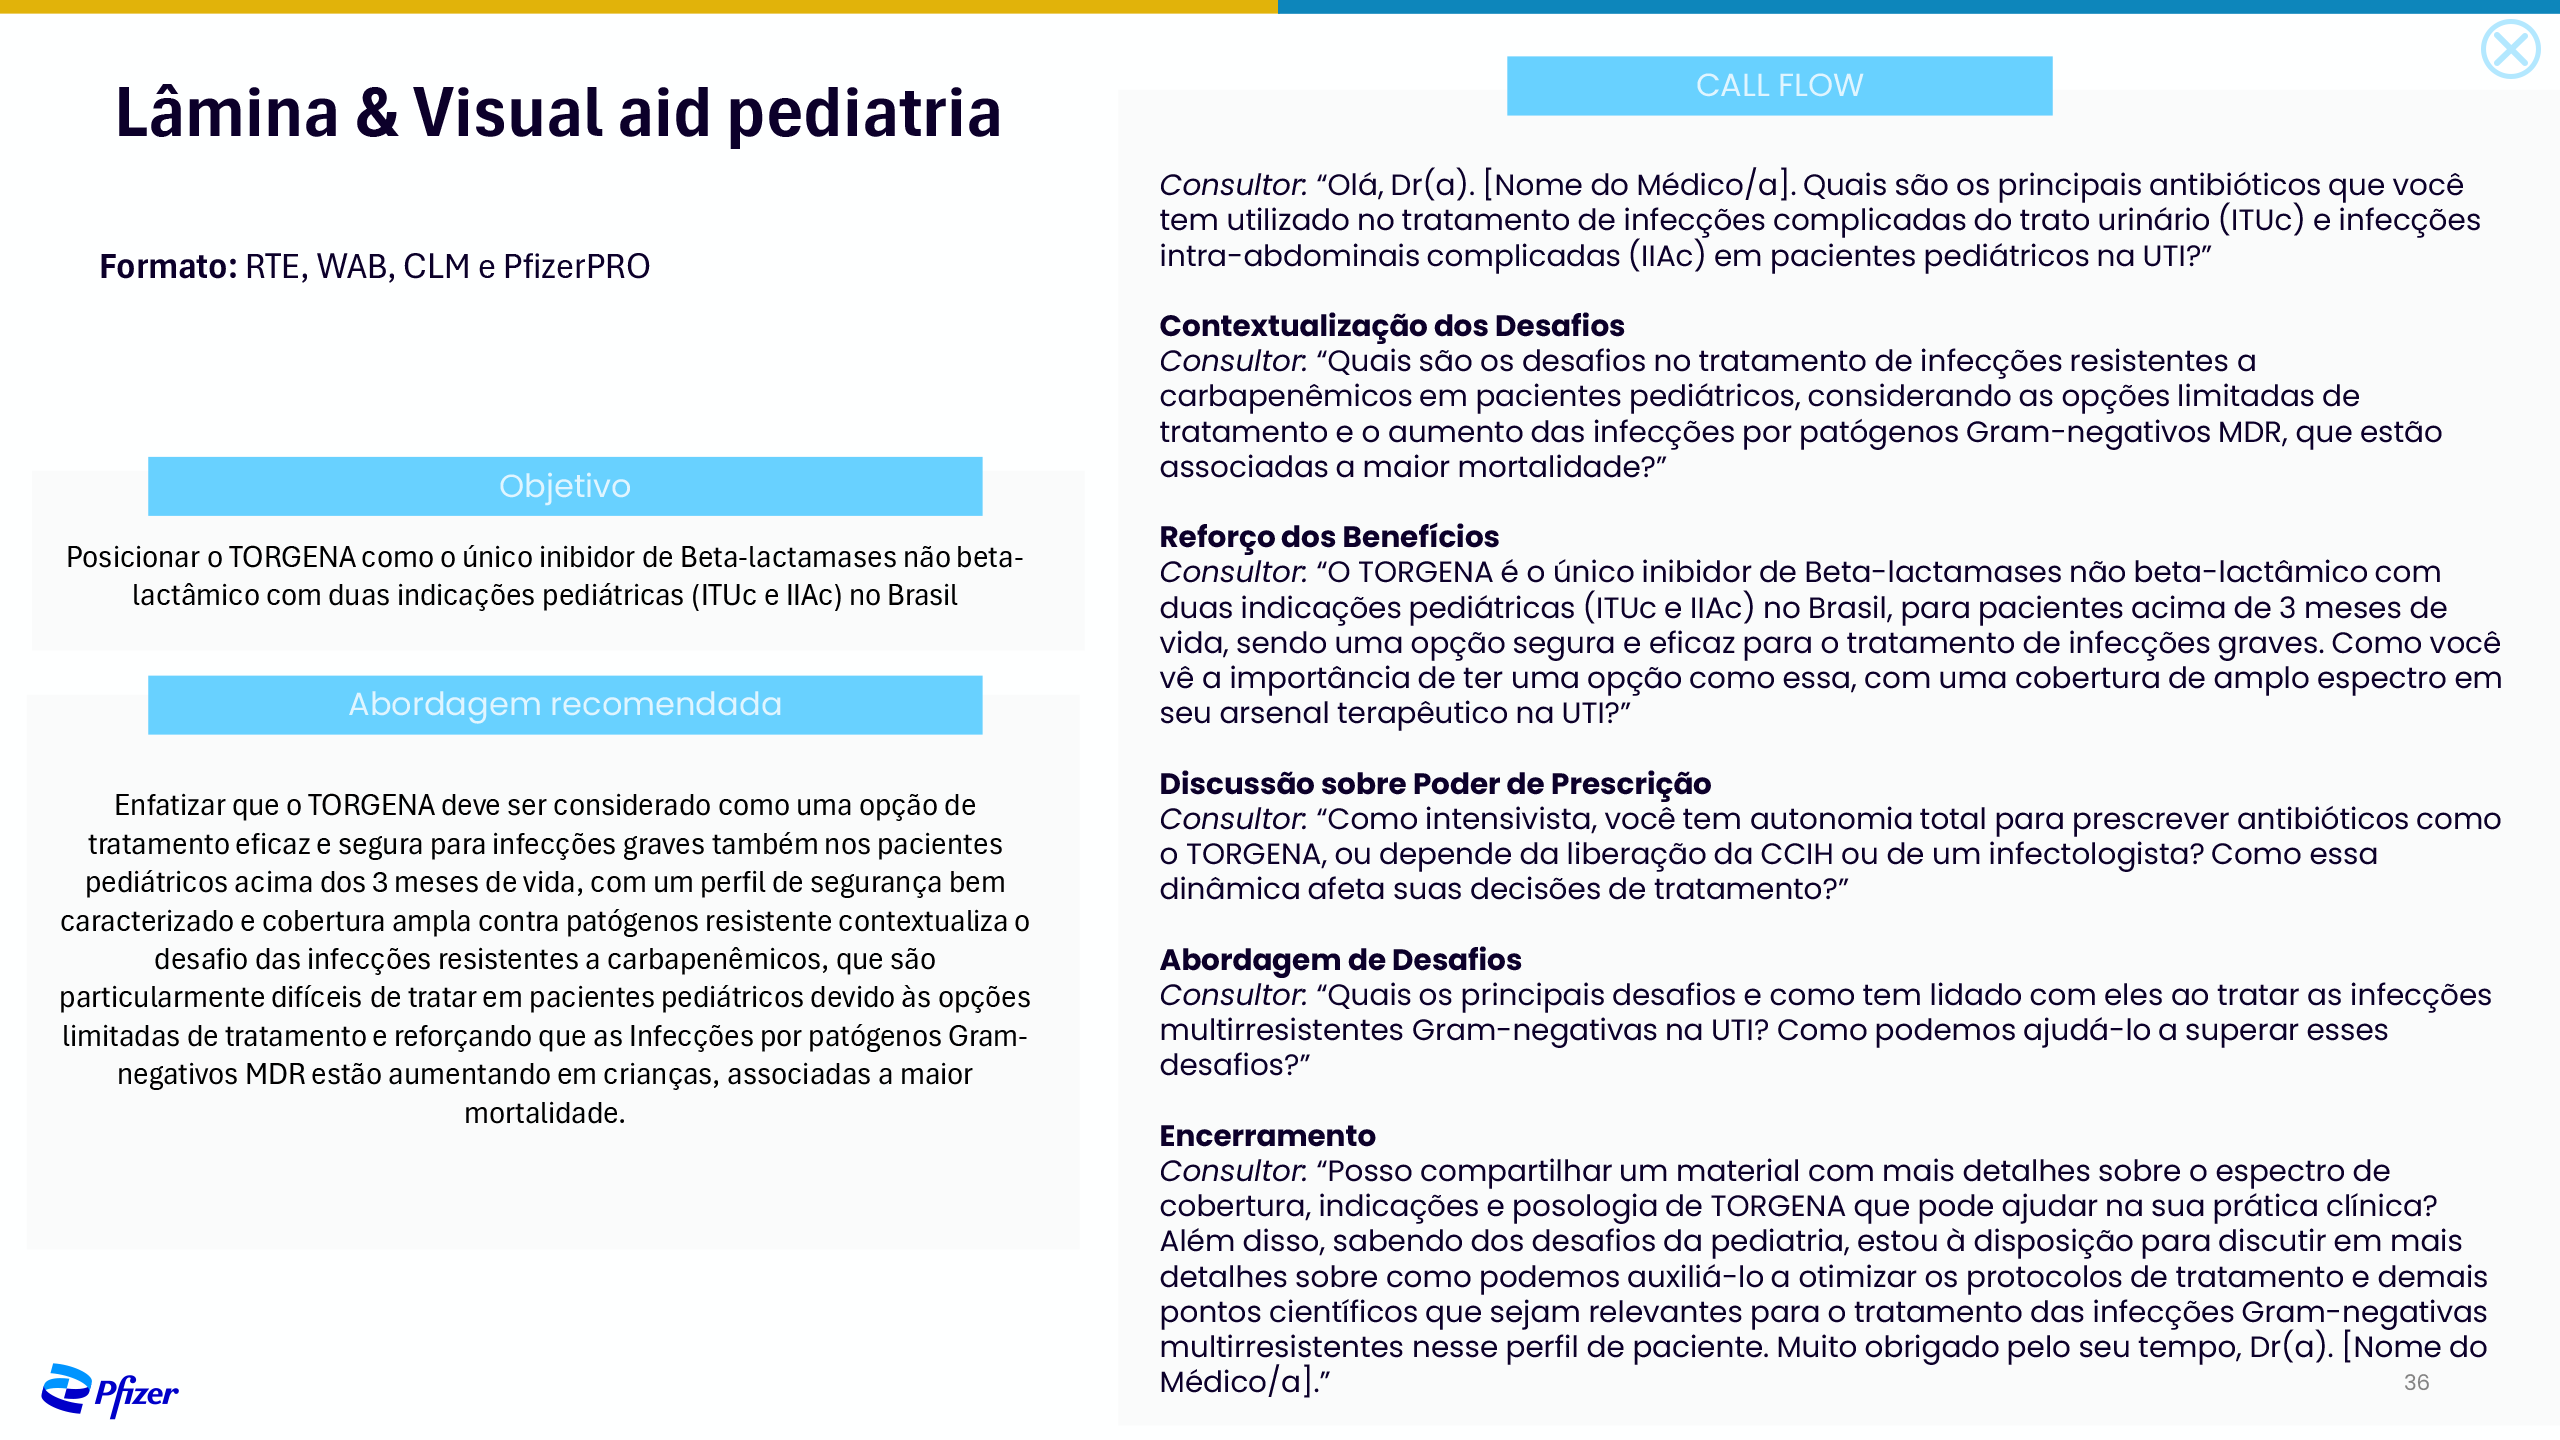 Lâmina & Visual aid pediatria
Formato: RTE, WAB, CLM e PfizerPRO
Objetivo
Posicionar o TORGENA como o único inibidor de Beta-lactamases não beta-
lactâmico com duas indicações pediátricas (ITUc e IIAc) no Brasil
Abordagem recomendada
Enfatizar que o TORGENA deve ser considerado como uma opção de
tratamento eficaz e segura para infecções graves também nos pacientes
pediátricos acima dos 3 meses de vida, com um perfil de segurança bem
caracterizado e cobertura ampla contra patógenos resistente contextualiza o
desafio das infecções resistentes a carbapenêmicos, que são
particularmente difíceis de tratar em pacientes pediátricos devido às opções
limitadas de tratamento e reforçando que as Infecções por patógenos Gram-
negativos MDR estão aumentando em crianças, associadas a maior
mortalidade.
Pfizer
CALL FLOW
Consultor: “Olá, Dr(a). [Nome do Médico/a]. Quais são os principais antibióticos que você
tem utilizado no tratamento de infecções complicadas do trato urinário (ITUc) e infecções
intra-abdominais complicadas (IIAc) em pacientes pediátricos na UTI?”
Contextualização dos Desafios
Consultor: “Quais são os desafios no tratamento de infecções resistentes a
carbapenêmicos em pacientes pediátricos, considerando as opções limitadas de
tratamento e o aumento das infecções por patógenos Gram-negativos MDR, que estão
associadas a maior mortalidade?”
Reforço dos Benefícios
Consultor: “O TORGENA é o único inibidor de Beta-lactamases não beta-lactâmico com
duas indicações pediátricas (ITUc e IIAc) no Brasil, para pacientes acima de 3 meses de
vida, sendo uma opção segura e eficaz para o tratamento de infecções graves. Como você
vê a importância de ter uma opção como essa, com uma cobertura de amplo espectro em
seu arsenal terapêutico na UTI?”
Discussão sobre Poder de Prescrição
Consultor: “Como intensivista, você tem autonomia total para prescrever antibióticos como
o TORGENA, ou depende da liberação da CCIH ou de um infectologista? Como essa
dinâmica afeta suas decisões de tratamento?”
Abordagem de Desafios
Consultor: “Quais os principais desafios e como tem lidado com eles ao tratar as infecções
multirresistentes Gram-negativas na UTI? Como podemos ajudá-lo a superar esses
desafios?”
Encerramento
Consultor: “Posso compartilhar um material com mais detalhes sobre o espectro de
cobertura, indicações e posologia de TORGENA que pode ajudar na sua prática clínica?
Além disso, sabendo dos desafios da pediatria, estou à disposição para discutir em mais
detalhes sobre como podemos auxiliá-lo a otimizar os protocolos de tratamento e demais
pontos científicos que sejam relevantes para o tratamento das infecções Gram-negativas
multirresistentes nesse perfil de paciente. Muito obrigado pelo seu tempo, Dr(a). [Nome do
Médico/a].”
36